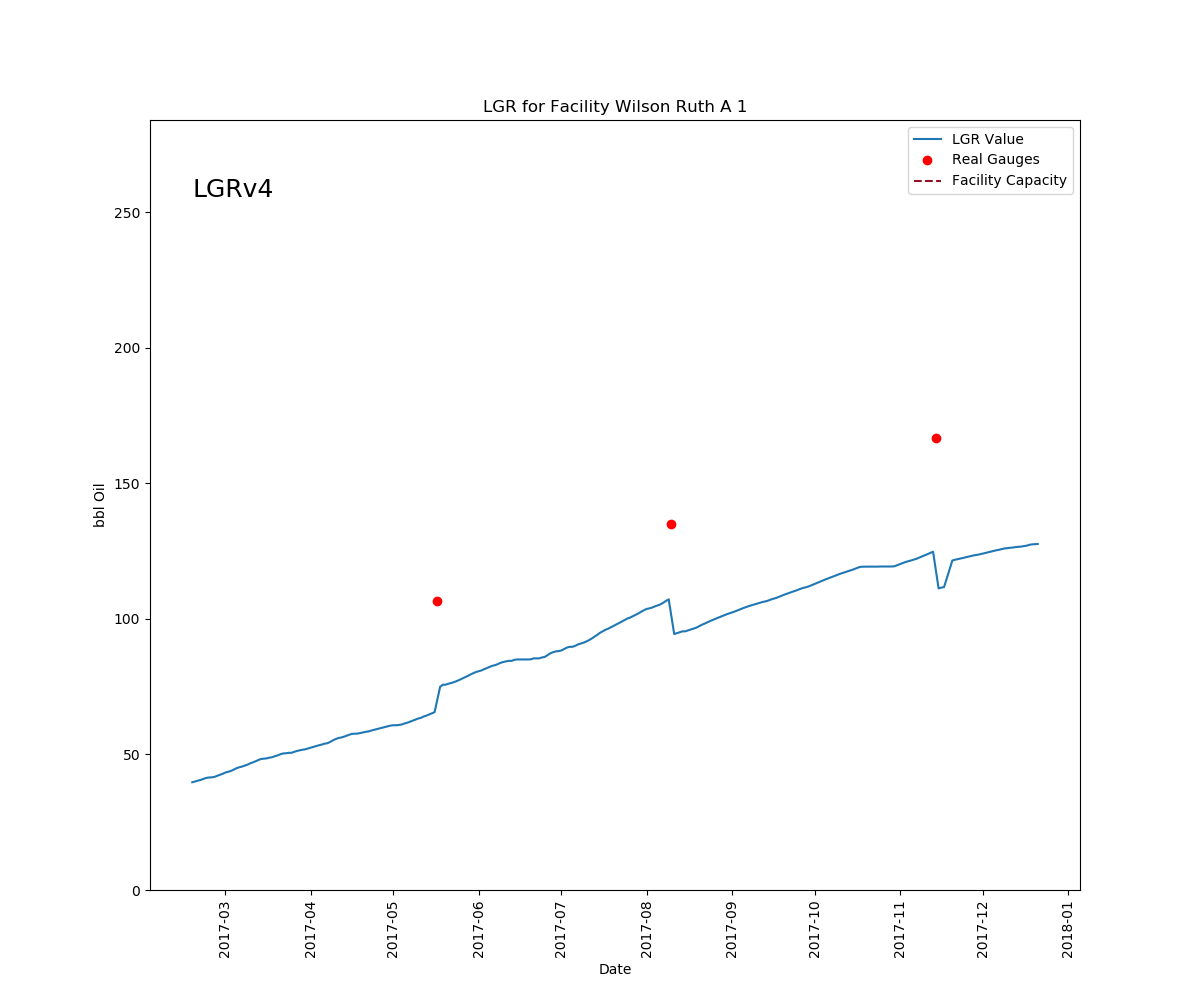 LGR for Facility Wilson Ruth A 1
LGRv4
LGR Value
Real Gauges
Facility Capacity
bbl Oil
250
200
150
100
50
0
2017-03
2017-04
2017-05
2017-06
2017-07
2017-08
2017-09
2017-10
2017-11
2017-12
2018-01
Date